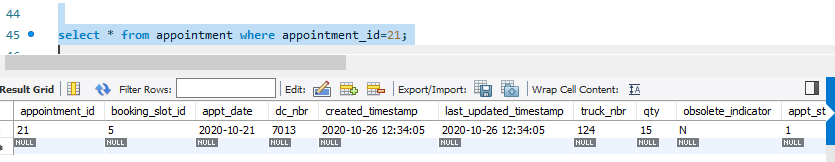 44
45 select * from appointment where appointment_id=21;
Result Grid Filter Rows: Edit: Export/Import: Wrap Cell Content: IA
appointment_id booking_slot_id appt_date dc_nbr created_timestamp last_updated_timestamp truck_nbr qty obsolete_indicator appt_st
21 5 2020-10-21 7013 2020-10-26 12:34:05 2020-10-26 12:34:05 124 15 N 1
NULL NULL NULL NULL NULL NULL NULL NULL NULL NULL